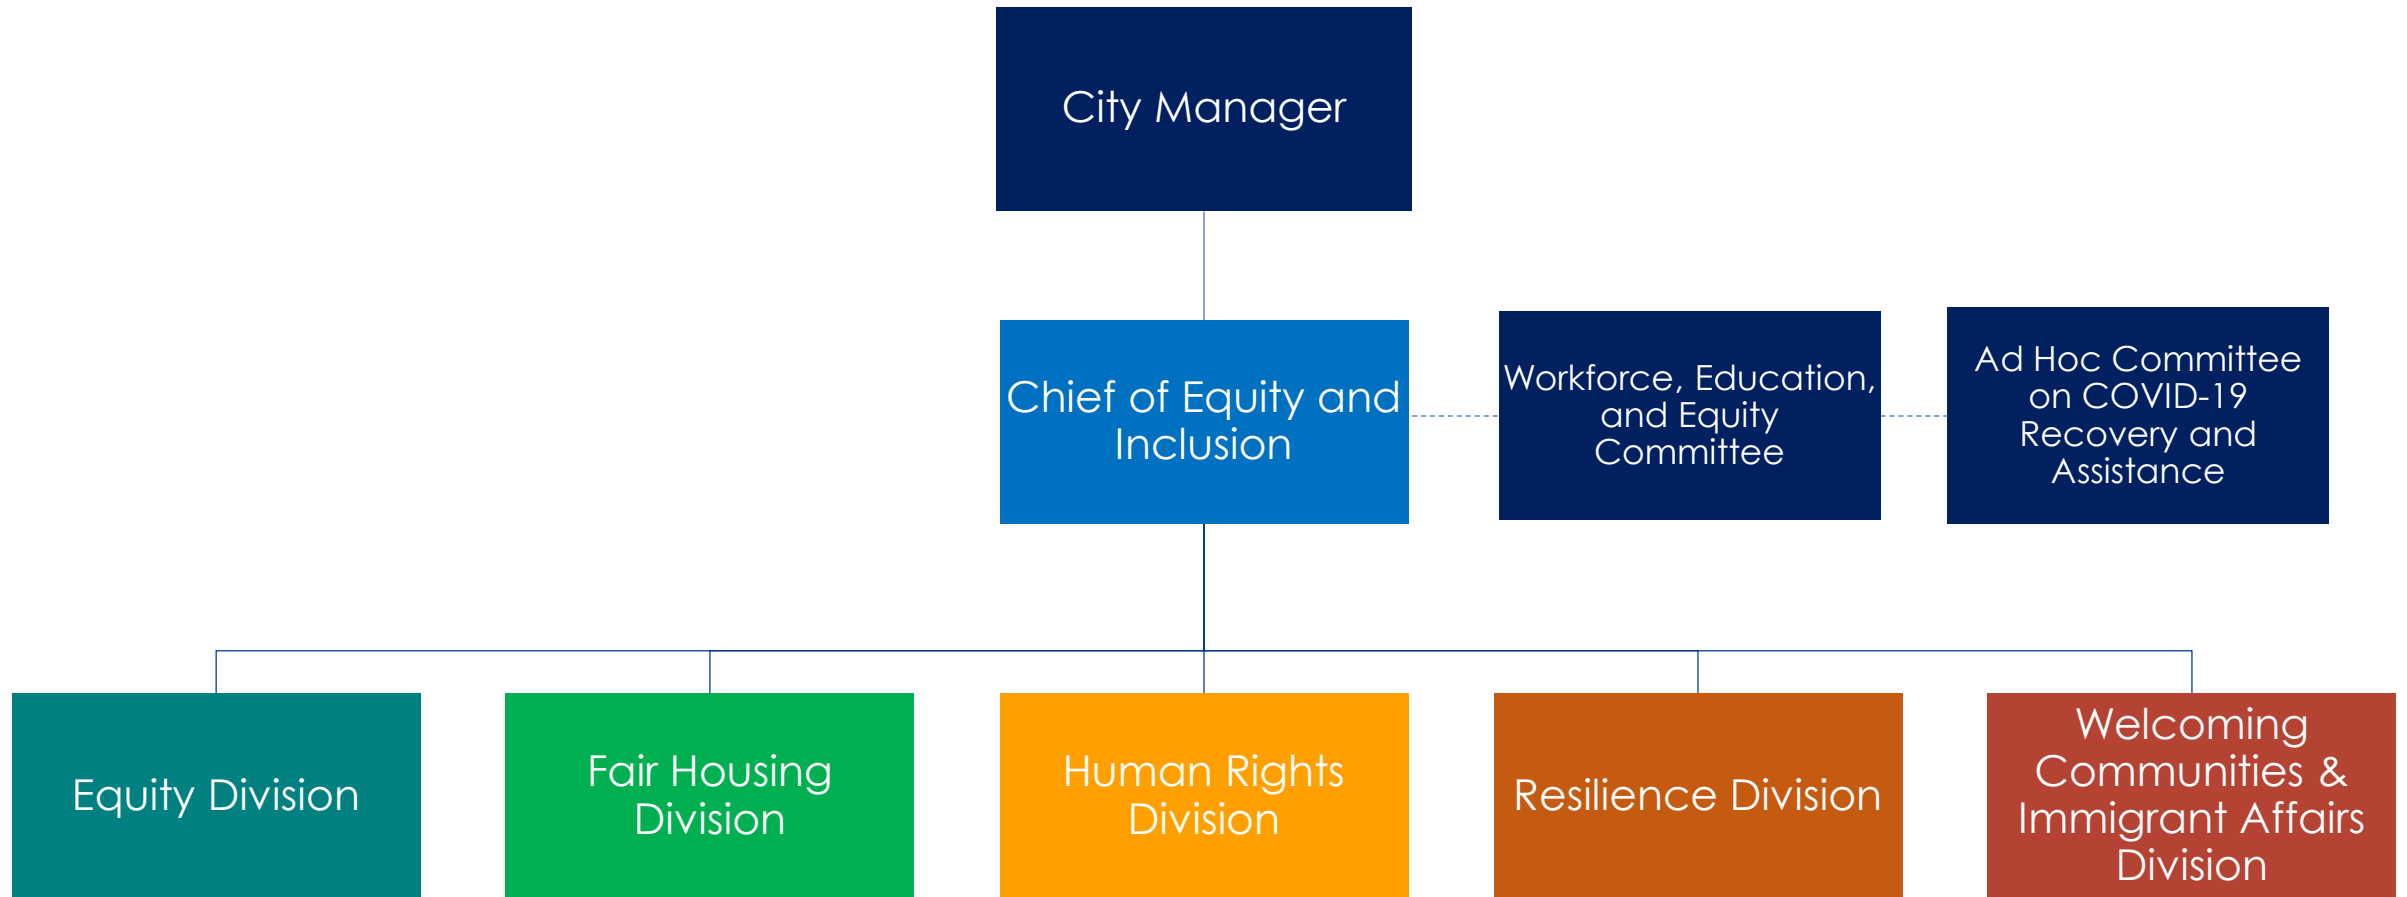 City Manager
Chief of Equity and
Inclusion
Workforce, Education,
and Equity
Committee
Ad Hoc Committee
on COVID-19
Recovery and
Assistance
Equity Division
Fair Housing
Division
Human Rights
Division
Resilience Division
Welcoming
Communities &
Immigrant Affairs
Division